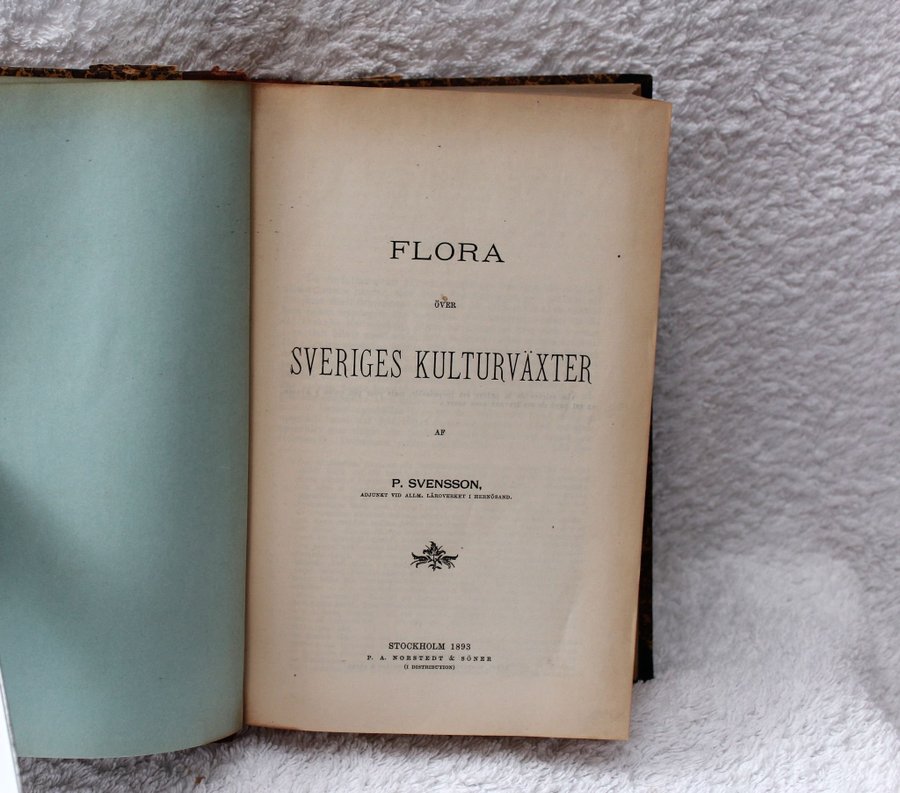 FLORA
ÖVER
SVERIGES KULTURVÄXTER
AF
P. SVENSSON,
ADJUNKT VID ALLM. LÄROVERKET I HERNÖSAND.
STOCKHOLM 1893
P. A. NORSTEDT & SÖNER
(I DISTRIBUTION)